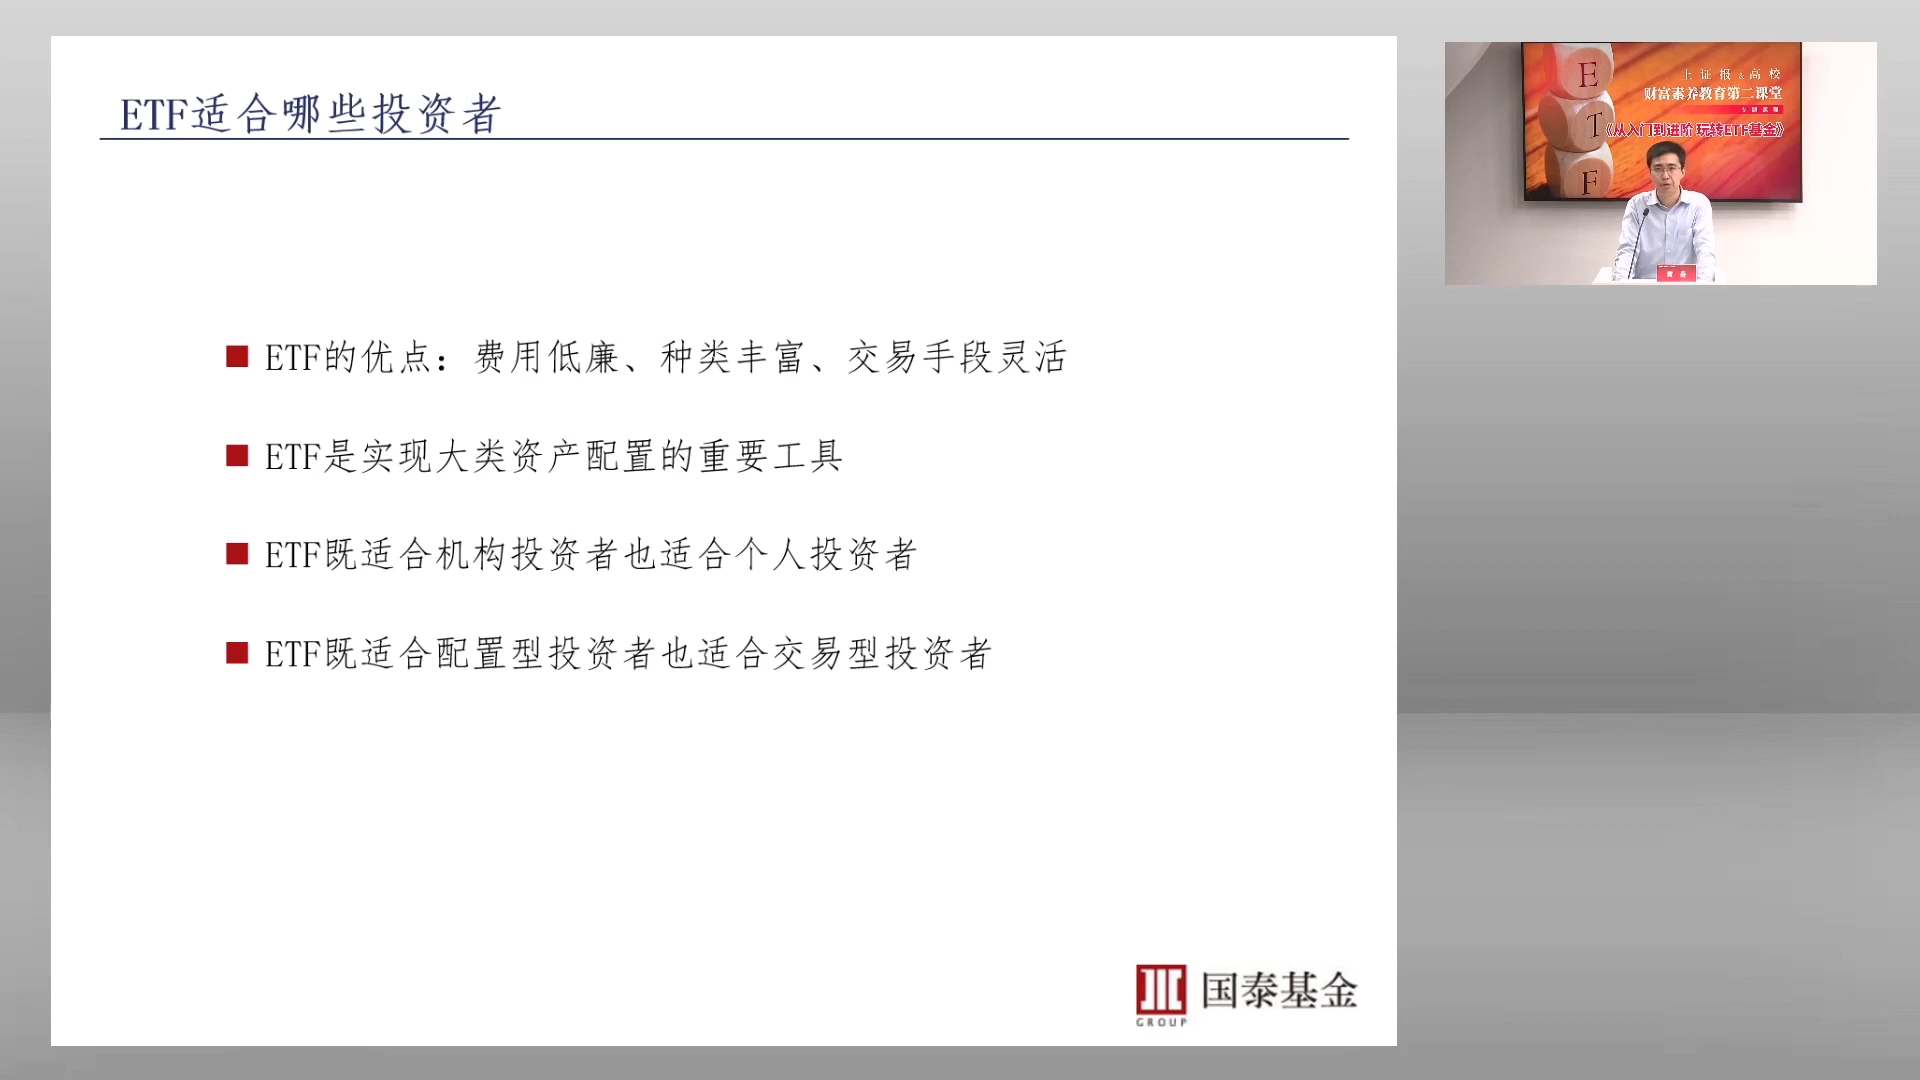 ETF适合哪些投资者
ETF的优点：费用低廉、种类丰富、交易手段灵活
ETF是实现大类资产配置的重要工具
ETF既适合机构投资者也适合个人投资者
ETF既适合配置型投资者也适合交易型投资者
国泰基金
GROUP
E
T
F
上证报&高校
财富素养教育第二课堂
《从入门到进阶 玩转ETF基金》